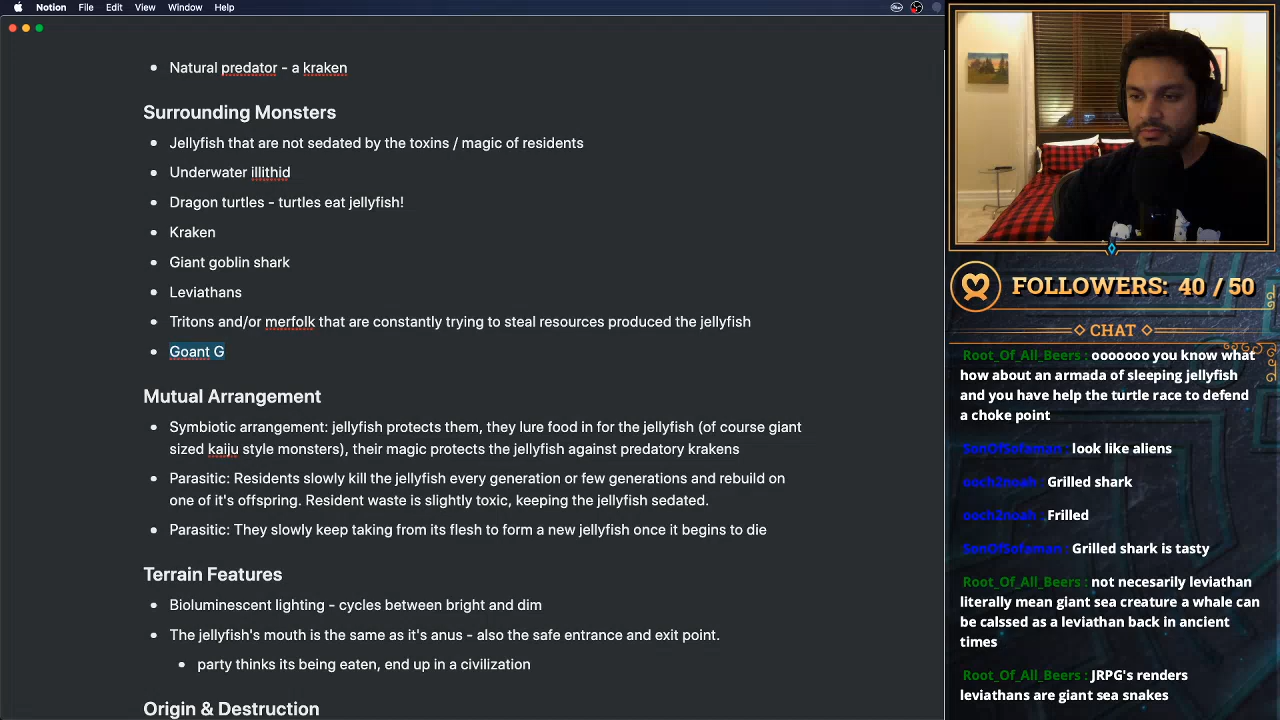 Notion File Edit View Window Help
Natural predator - a kraken
Surrounding Monsters
Jellyfish that are not sedated by the toxins / magic of residents
Underwater illithid
Dragon turtles - turtles eat jellyfish!
Kraken
Giant goblin shark
Leviathans
Tritons and/or merfolk that are constantly trying to steal resources produced the jellyfish
Goant G
Mutual Arrangement
Symbiotic arrangement: jellyfish protects them, they lure food in for the jellyfish (of course giant
sized kaiju style monsters), their magic protects the jellyfish against predatory krakens
Parasitic: Residents slowly kill the jellyfish every generation or few generations and rebuild on
one of it's offspring. Resident waste is slightly toxic, keeping the jellyfish sedated.
Parasitic: They slowly keep taking from its flesh to form a new jellyfish once it begins to die
Terrain Features
Bioluminescent lighting - cycles between bright and dim
The jellyfish's mouth is the same as it's anus - also the safe entrance and exit point.
party thinks its being eaten, end up in a civilization
Origin & Destruction
FOLLOWERS: 40 / 50
CHAT
Root_Of_All_Beers : ooooooo you know what
how about an armada of sleeping jellyfish
and you have help the turtle race to defend
a choke point
SonOfSofaman : look like aliens
ooch2noah : Grilled shark
ooch2noah : Frilled
SonOfSofaman : Grilled shark is tasty
Root_Of_All_Beers : not necesarily leviathan
literally mean giant sea creature a whale can
be calssed as a leviathan back in ancient
times
Root_Of_All_Beers : JRPG's renders
leviathans are giant sea snakes